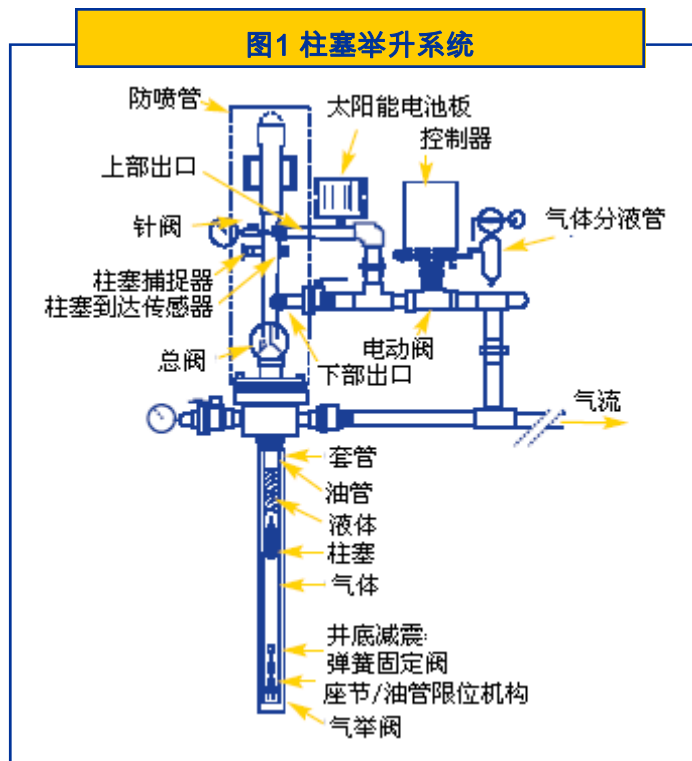 图1 柱塞举升系统
防喷管
太阳能电池板
控制器
上部出口
针阀
气体分液管
柱塞捕捉器
柱塞到达传感器
总阀
电动阀
下部出口
气流
套管
油管
液体
柱塞
气体
井底减震
弹簧固定阀
座节/油管限位机构
气举阀